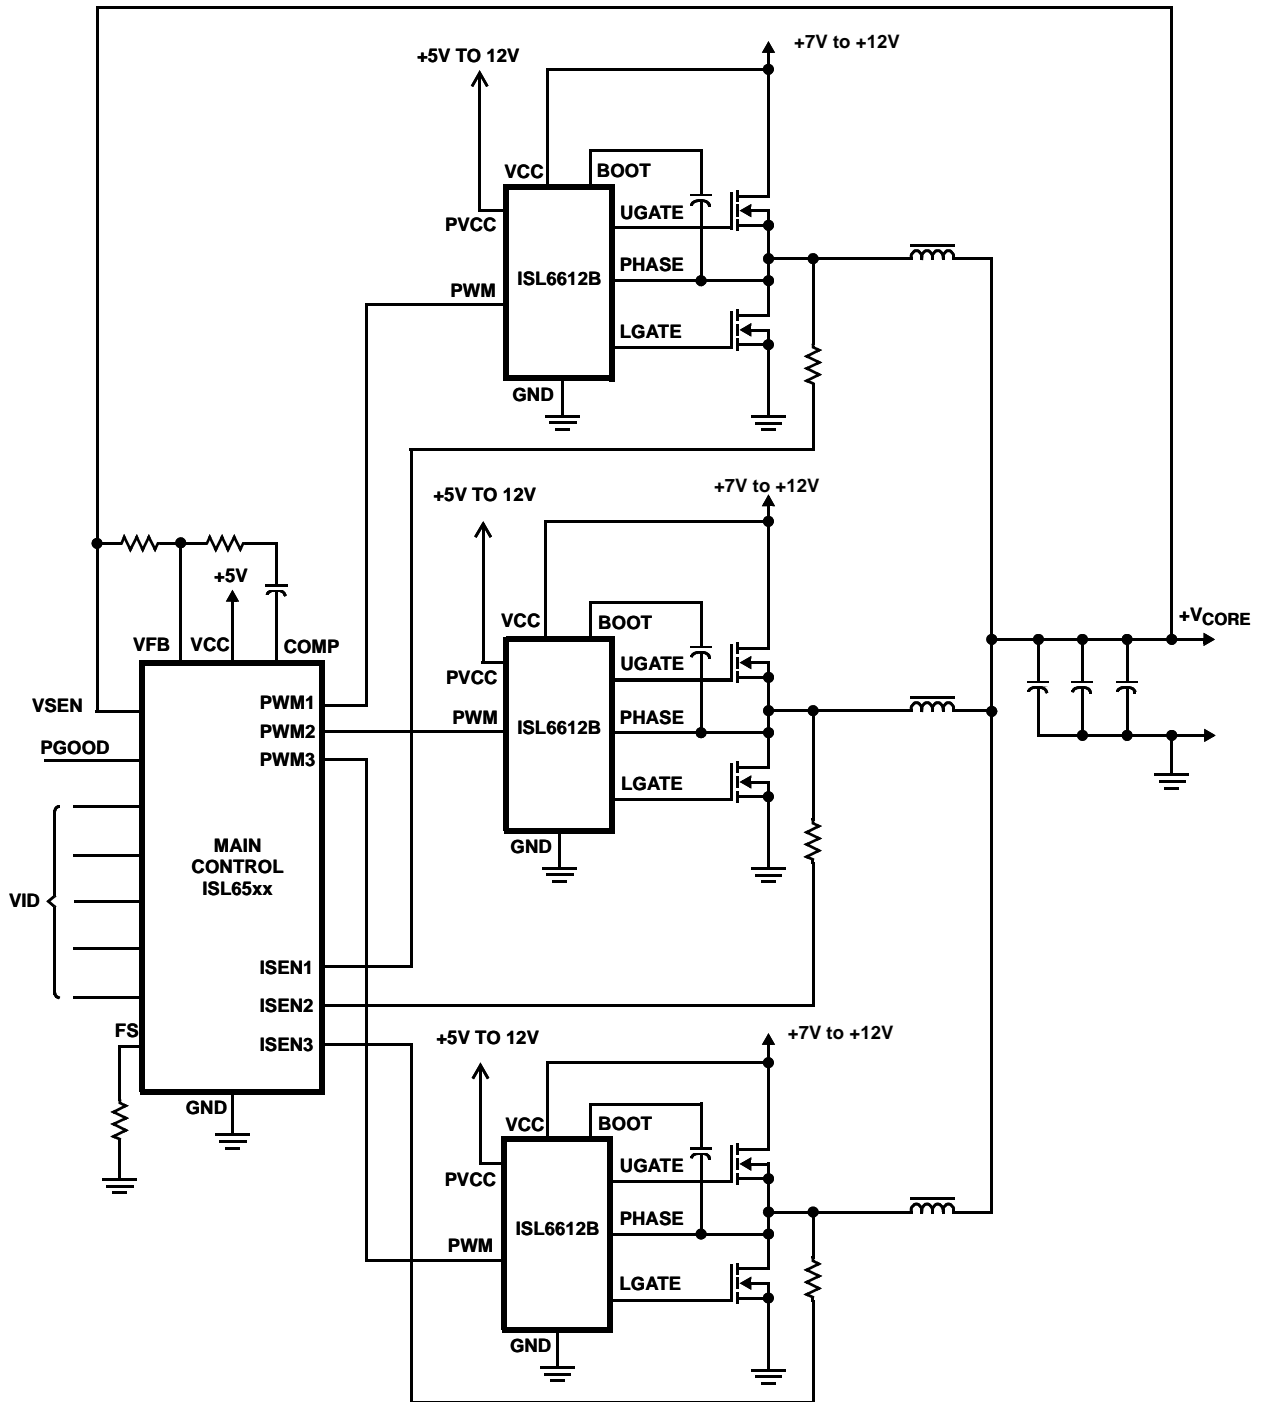 +7V to +12V
+5V TO 12V
VCC
BOOT
UGATE
PVCC
PHASE
ISL6612B
PWM
LGATE
GND
+7V to +12V
+5V TO 12V
+5V
VCC
BOOT
+VCORE
VFB
VCC
COMP
UGATE
PVCC
VSEN
PWM1
PWM
PHASE
ISL6612B
PWM2
PGOOD
PWM3
LGATE
MAIN
CONTROL
ISL65xx
GND
VID
ISEN1
ISEN2
FS
ISEN3
+5V TO 12V
+7V to +12V
GND
VCC
BOOT
UGATE
PVCC
PHASE
ISL6612B
PWM
LGATE
GND